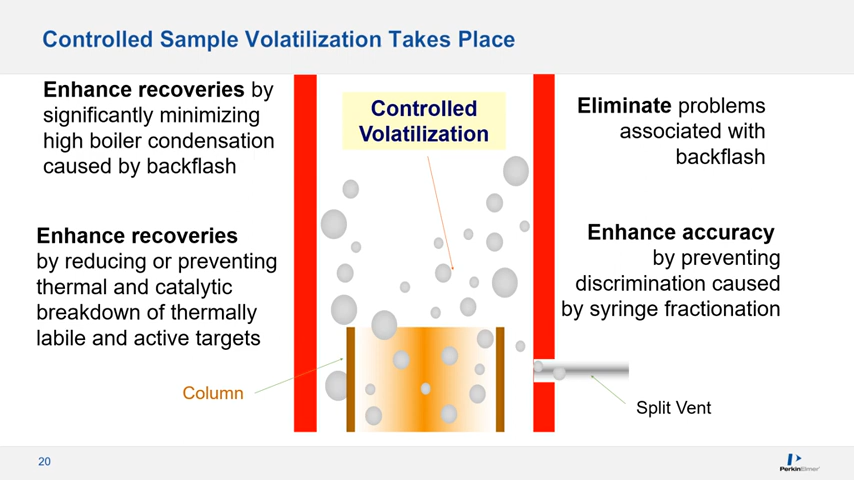 Controlled Sample Volatilization Takes Place
Enhance recoveries by
significantly minimizing
high boiler condensation
caused by backflash
Controlled
Volatilization
Eliminate problems
associated with
backflash
Enhance recoveries
by reducing or preventing
thermal and catalytic
breakdown of thermally
labile and active targets
Enhance accuracy
by preventing
discrimination caused
by syringe fractionation
Column
Split Vent
20
PerkinElmer